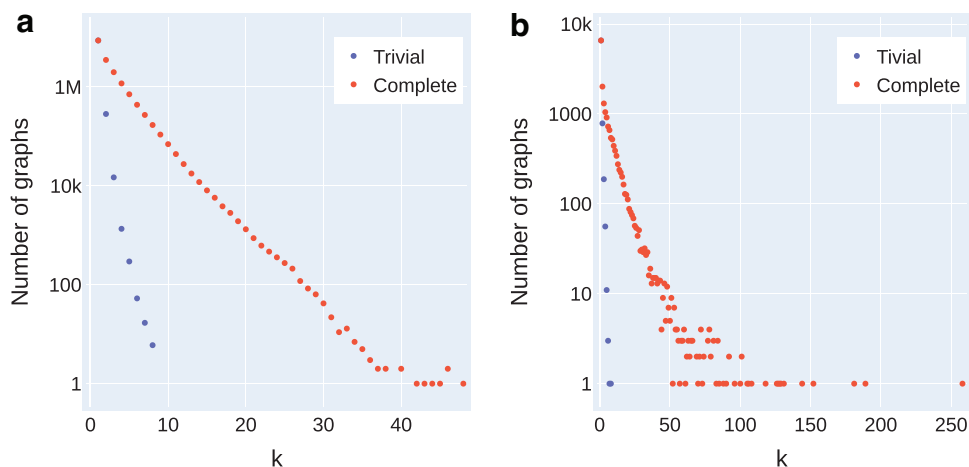 a
Number of graphs
1M
10k
100
1
0
10
20
30
40
k
Trivial
Complete
b
Number of graphs
10k
1000
100
10
1
0
50
100
150
200
250
k
Tivial
Complete